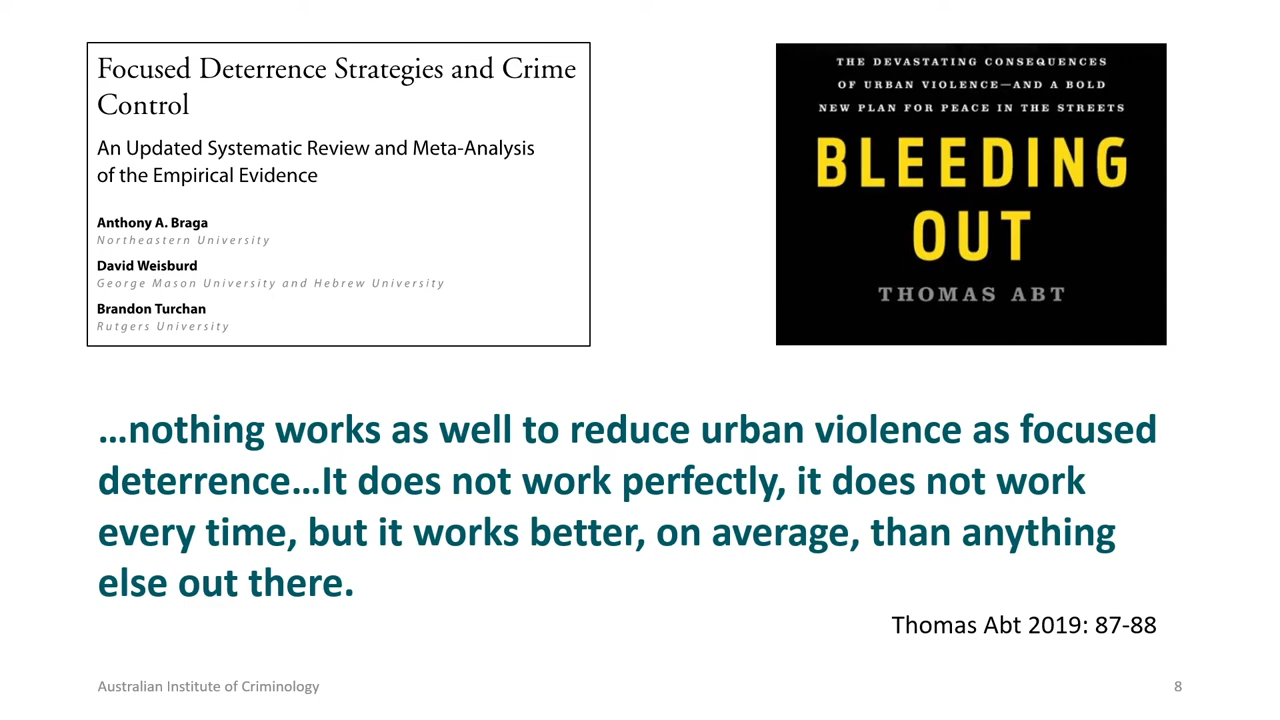 Focused Deterrence Strategies and Crime
Control
An Updated Systematic Review and Meta-Analysis
of the Empirical Evidence
Anthony A. Braga
Northeastern University
David Weisburd
George Mason University and Hebrew University
Brandon Turchan
Rutgers University
THE DEVASTATING CONSEQUENCES
OF URBAN VIOLENCE—AND A BOLD
NEW PLAN FOR PEACE IN THE STREETS
BLEEDING
OUT
THOMAS ABT
…nothing works as well to reduce urban violence as focused
deterrence…It does not work perfectly, it does not work
every time, but it works better, on average, than anything
else out there.
Thomas Abt 2019: 87-88
Australian Institute of Criminology
8